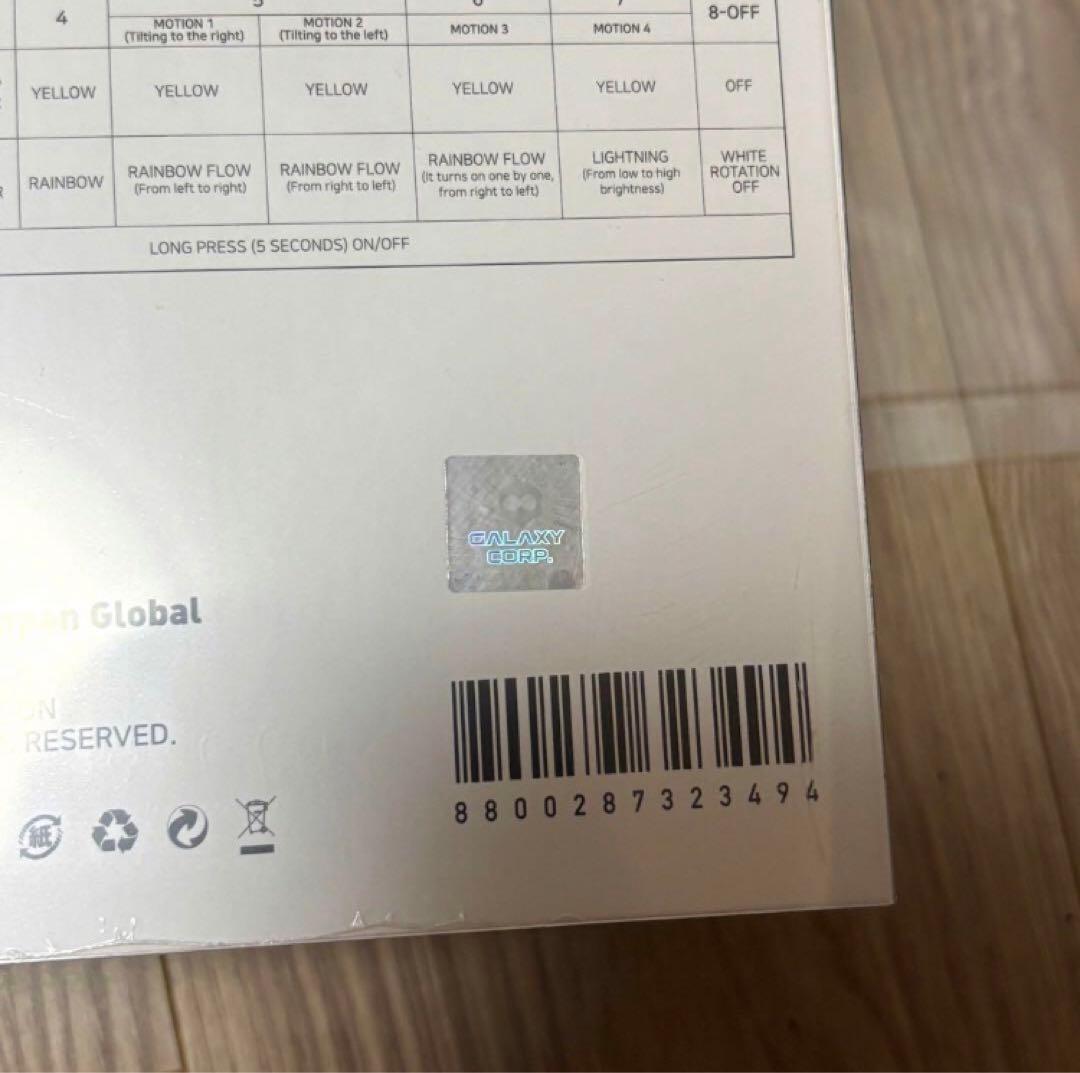 4
MOTION 1
(Tilting to the right)
MOTION 2
(Tilting to the left)
MOTION 3
MOTION 4
8-OFF
YELLOW
YELLOW
YELLOW
YELLOW
YELLOW
OFF
RAINBOW
RAINBOW FLOW
(From left to right)
RAINBOW FLOW
(From right to left)
RAINBOW FLOW
(It turns on one by one,
from right to left)
LIGHTNING
(From low to high
brightness)
WHITE
ROTATION
OFF
LONG PRESS (5 SECONDS) ON/OFF
GALAXY
CORP.
Global
RESERVED.
紙
8800287323494